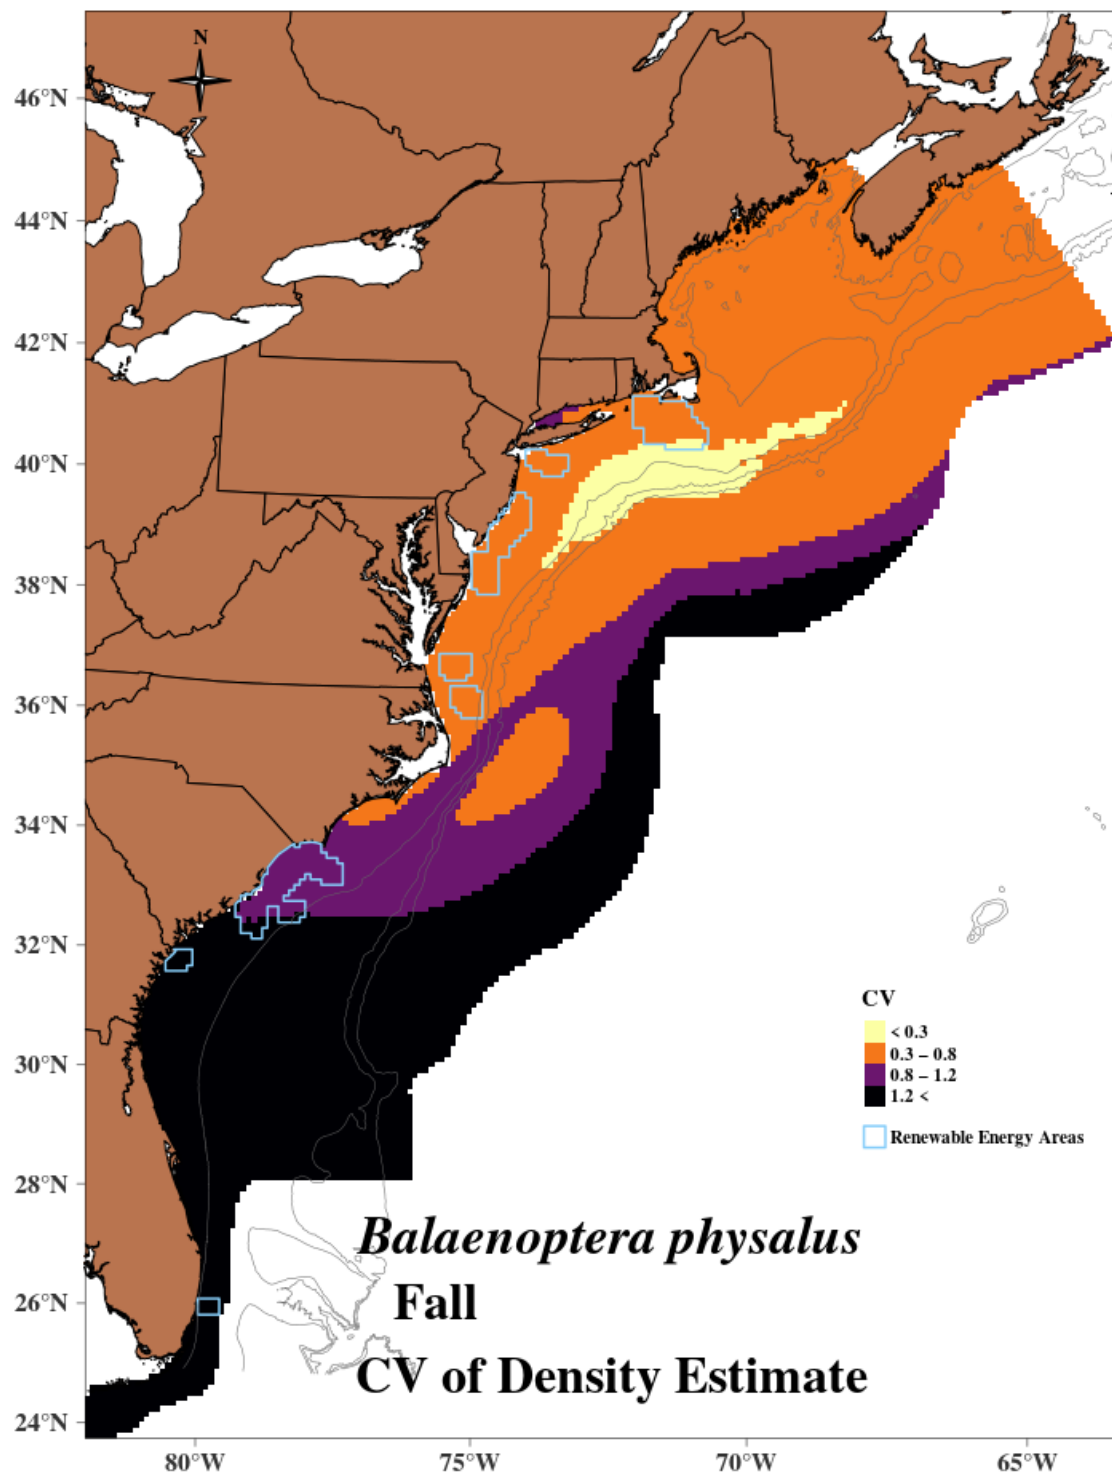 N
46°N
44°N
42°N
40°N
38°N
36°N
34°N
32°N
30°N
28°N
26°N
24°N
CV
< 0.3
0.3 – 0.8
0.8 – 1.2
1.2 <
Renewable Energy Areas
Balaenoptera physalus
Fall
CV of Density Estimate
80°W 75°W 70°W 65°W